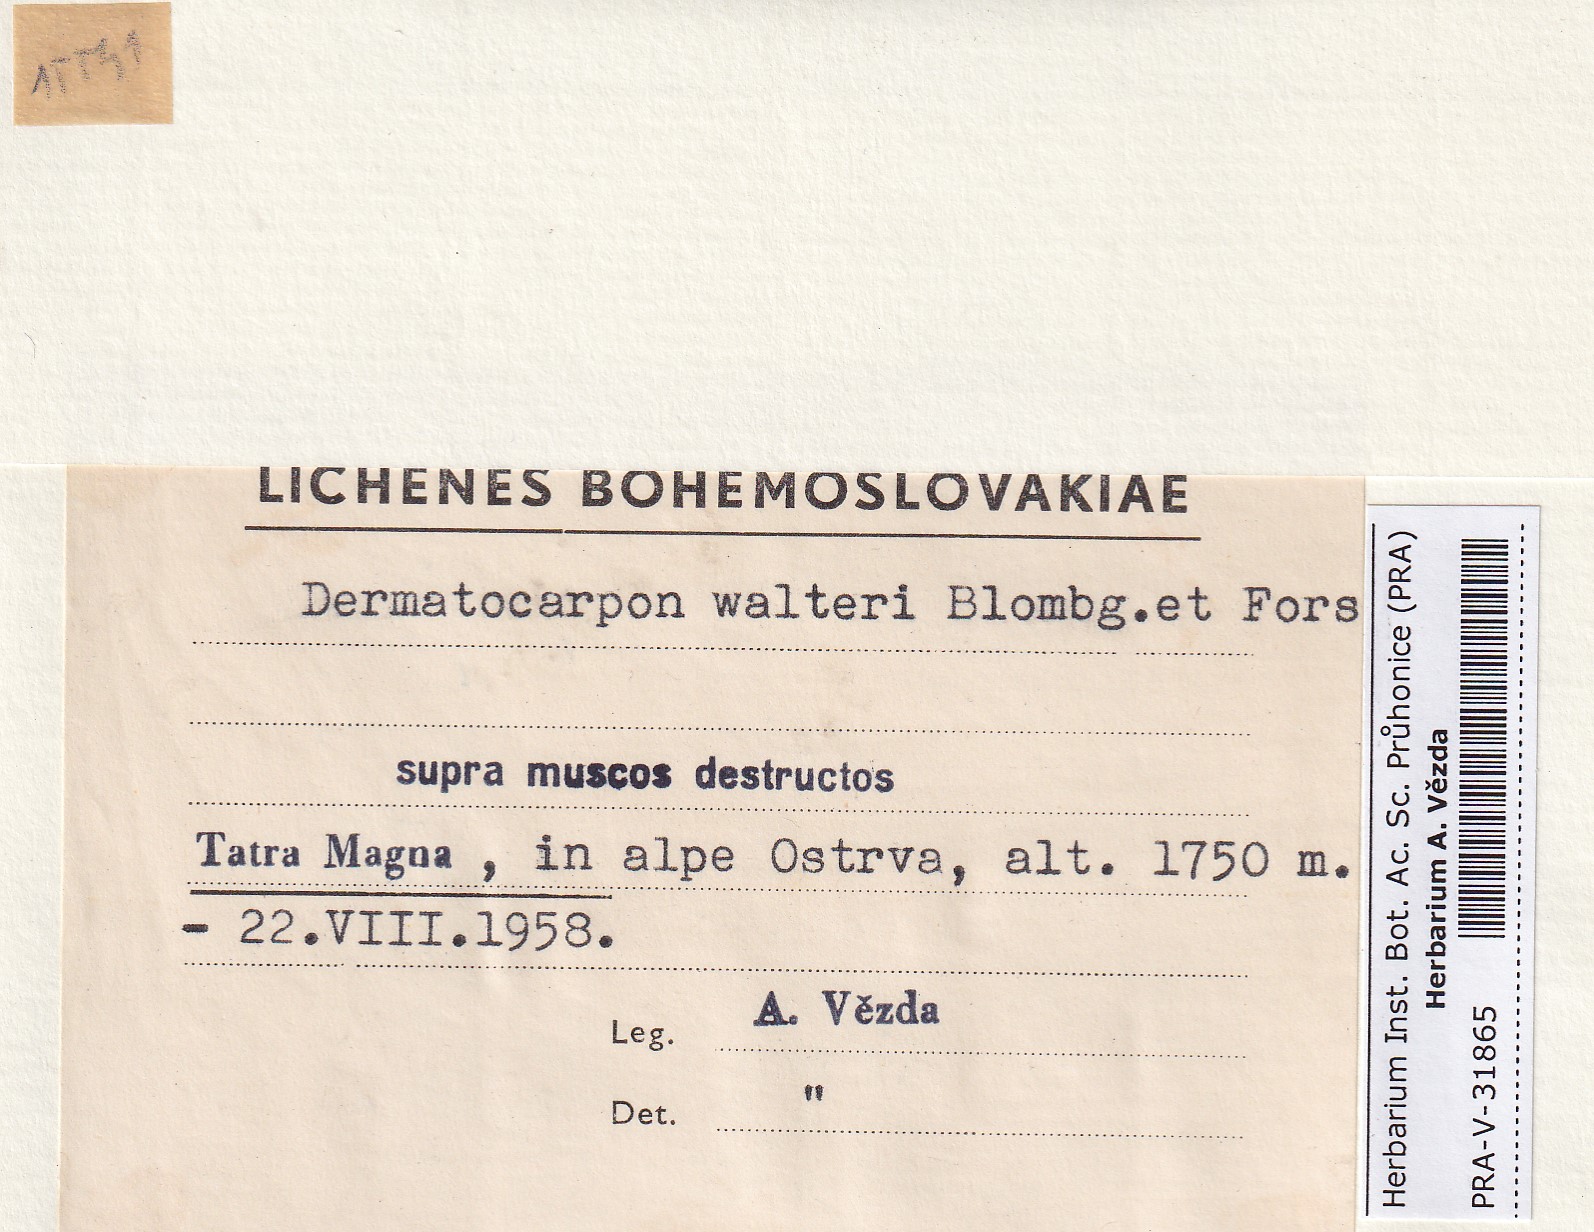 LICHENES BOHEMOSLOVAKIAE
Dermatocarpon walteri Blombg.et Fors
supra muscos destructos
Tatra Magna , in alpe Ostrva, alt. 1750 m.
- 22.VIII.1958.
Leg. A. Vězda
Det. "
Herbarium Inst. Bot. Ac. Sc. Průhonice (PRA)
Herbarium A. Vězda
PRA-V-31865